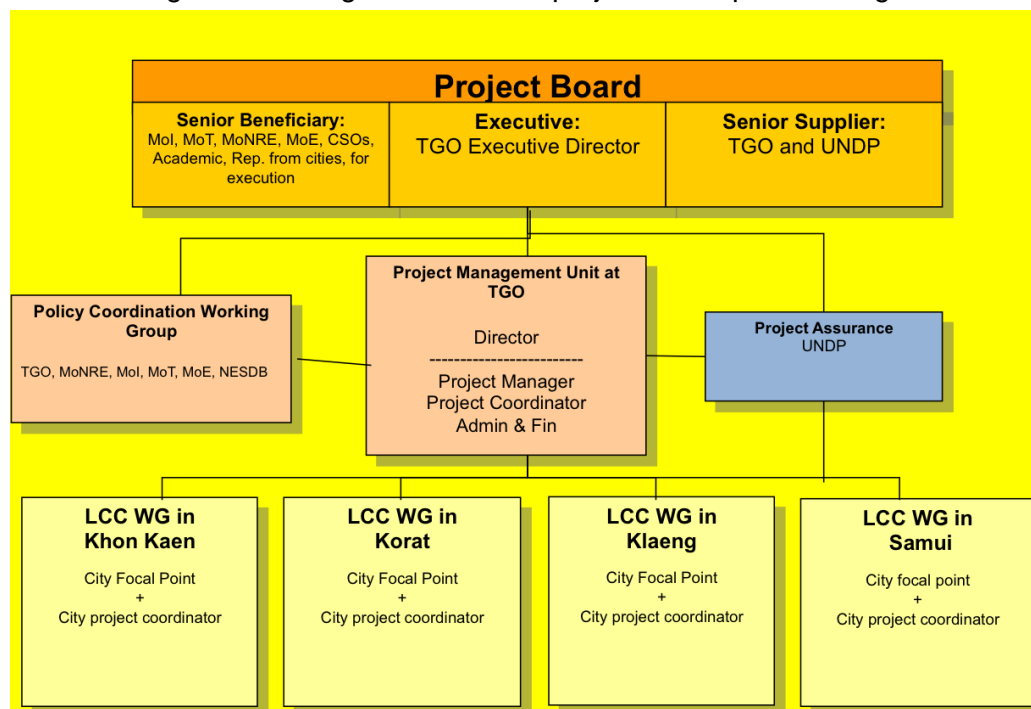 Project Board
Senior Beneficiary:
MoI, MoT, MoNRE, MoE, CSOs,
Academic, Rep. from cities, for
execution
Executive:
TGO Executive Director
Senior Supplier:
TGO and UNDP
Policy Coordination Working
Group
TGO, MoNRE, MoI, MoT, MoE, NESDB
Project Management Unit at
TGO
Director
-------------------------
Project Manager
Project Coordinator
Admin & Fin
Project Assurance
UNDP
LCC WG in
Khon Kaen
City Focal Point
+
City project coordinator
LCC WG in
Korat
City Focal Point
+
City project coordinator
LCC WG in
Klaeng
City Focal Point
+
City project coordinator
LCC WG in
Samui
City focal point
+
City project coordinator